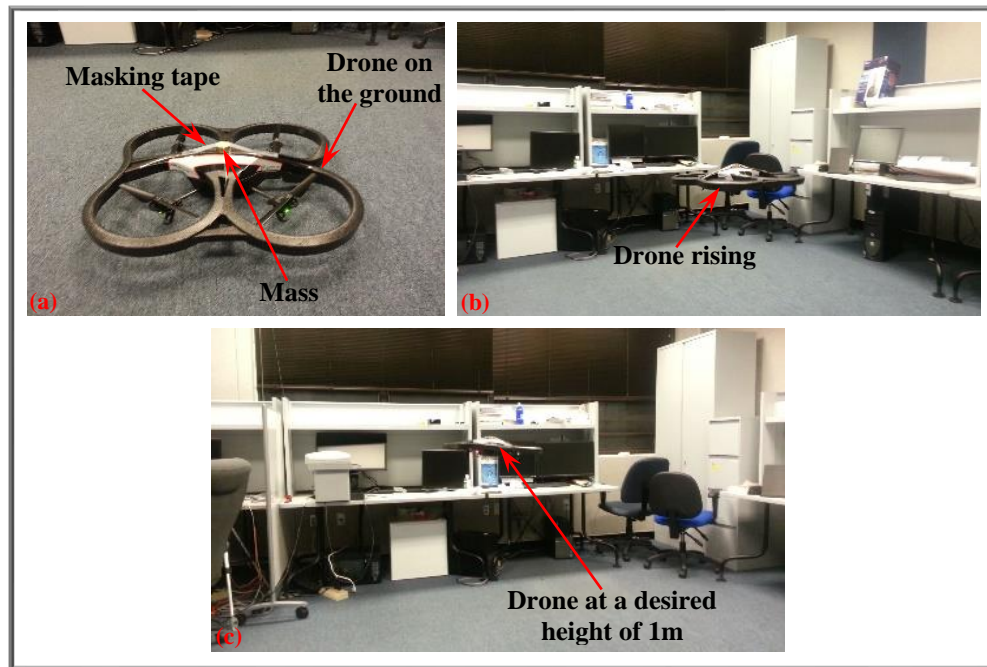 Masking tape
Drone on
the ground
Mass
(a)
Drone rising
(b)
Drone at a desired
height of 1m
(c)